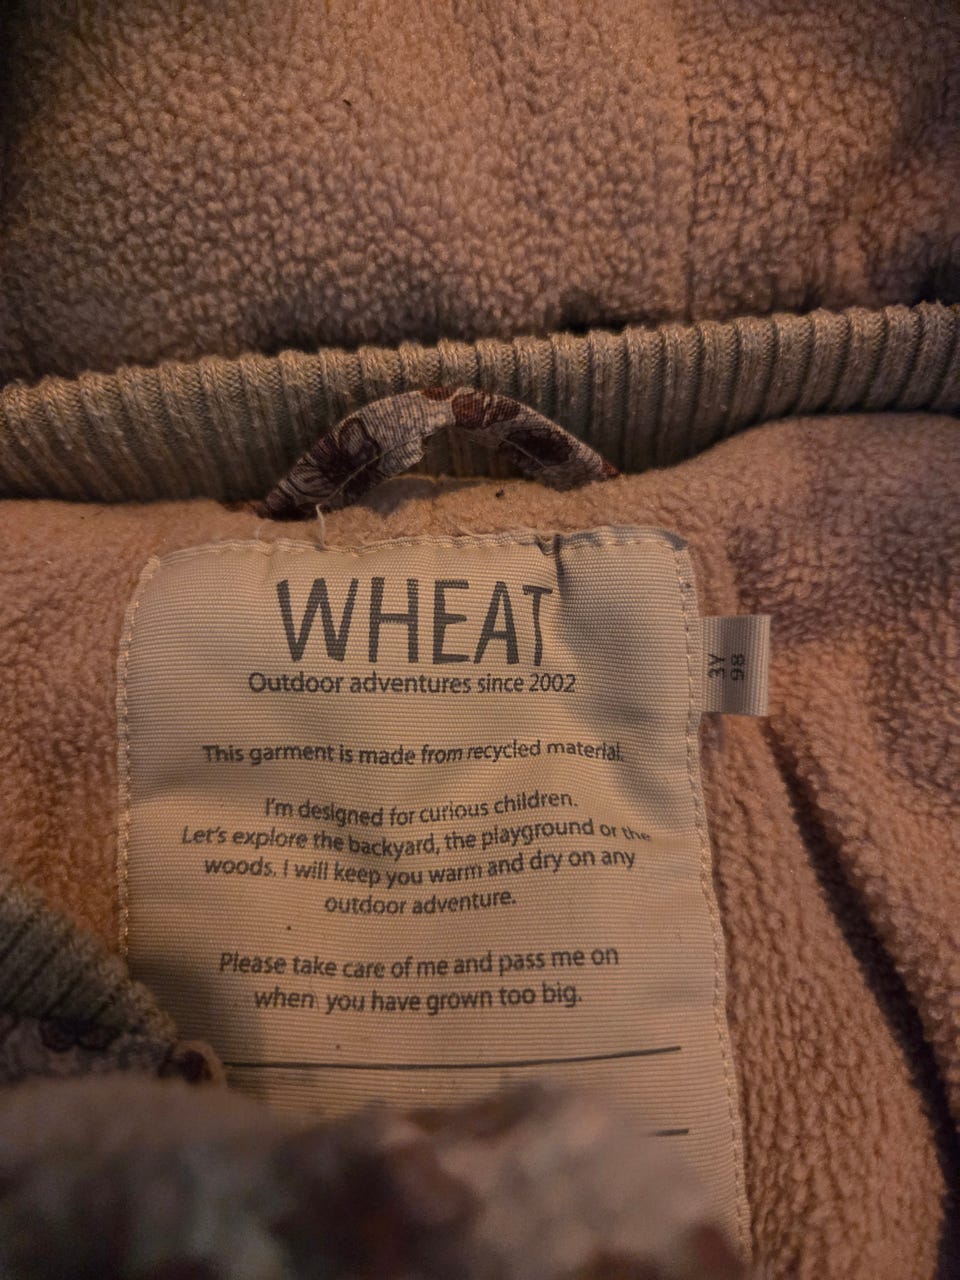 WHEAT
Outdoor adventures since 2002
This garment is made from recycled material.
I'm designed for curious children.
Let's explore the backyard, the playground or the
woods. I will keep you warm and dry on any
outdoor adventure.
Please take care of me and pass me on
when you have grown too big.
3Y
98